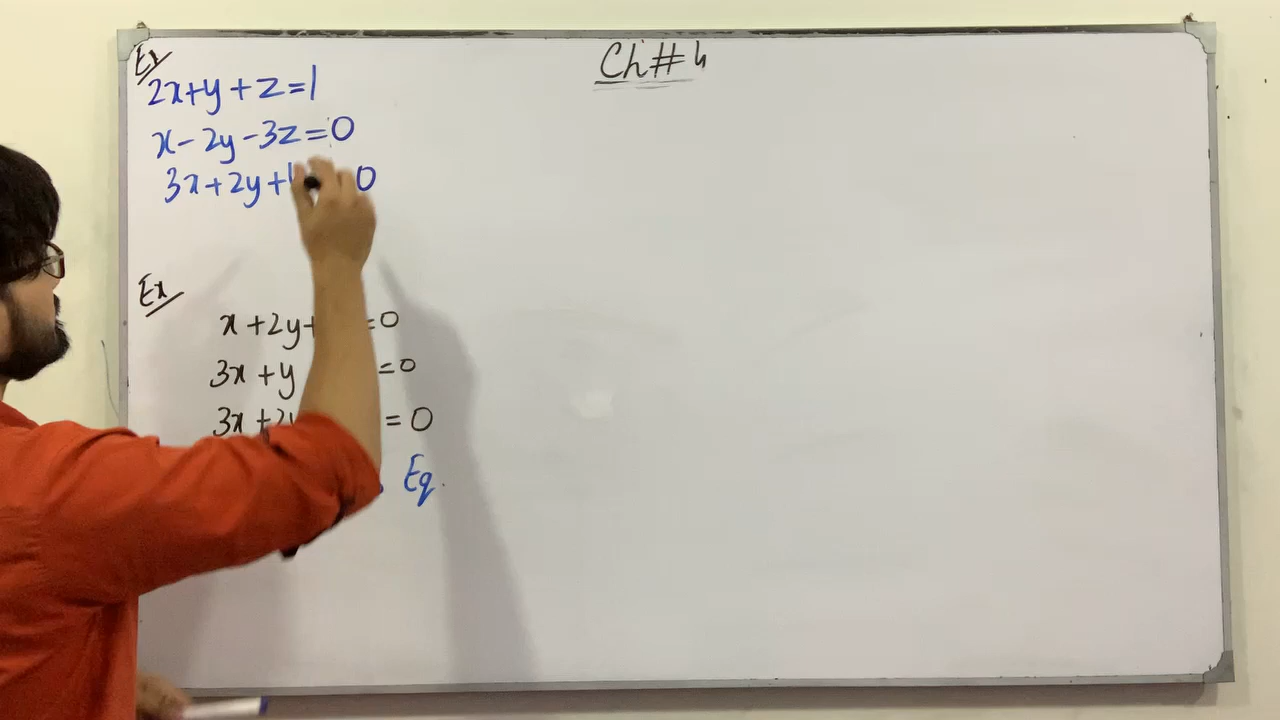 Ch#4
Ex
2x+y+z=1
x-2y-3z=0
3x+2y+ 0
Ex
x+2y+ =0
3x+y =0
3x+2y =0
Eq.